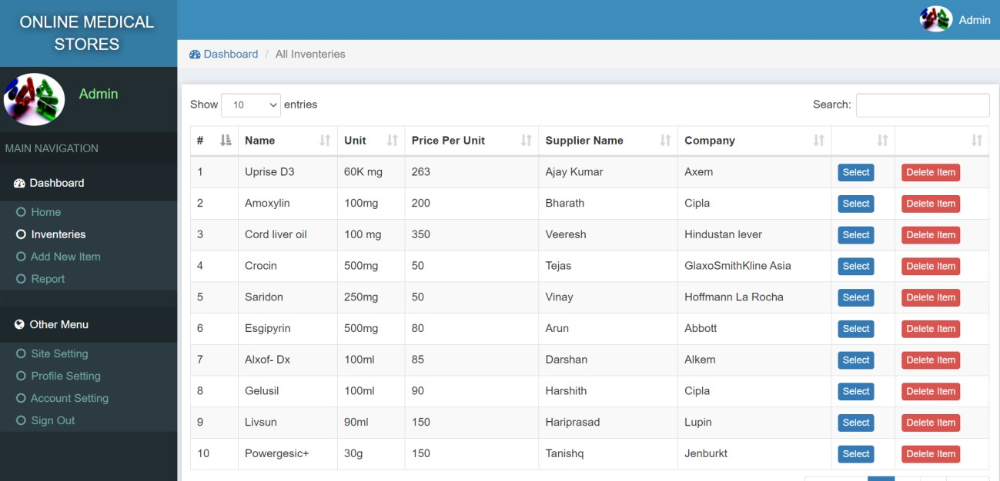 ONLINE MEDICAL
STORES
Admin
Dashboard / All Inventeries
Admin
MAIN NAVIGATION
Dashboard
Home
Inventeries
Add New Item
Report
Other Menu
Site Setting
Profile Setting
Account Setting
Sign Out
Show 10 entries Search:
# Name Unit Price Per Unit Supplier Name Company
1 Uprise D3 60K mg 263 Ajay Kumar Axem Select Delete Item
2 Amoxylin 100mg 200 Bharath Cipla Select Delete Item
3 Cord liver oil 100 mg 350 Veeresh Hindustan lever Select Delete Item
4 Crocin 500mg 50 Tejas GlaxoSmithKline Asia Select Delete Item
5 Saridon 250mg 50 Vinay Hoffmann La Rocha Select Delete Item
6 Esgipyrin 500mg 80 Arun Abbott Select Delete Item
7 Alxof- Dx 100ml 85 Darshan Alkem Select Delete Item
8 Gelusil 100ml 90 Harshith Cipla Select Delete Item
9 Livsun 90ml 150 Hariprasad Lupin Select Delete Item
10 Powergesic+ 30g 150 Tanishq Jenburkt Select Delete Item